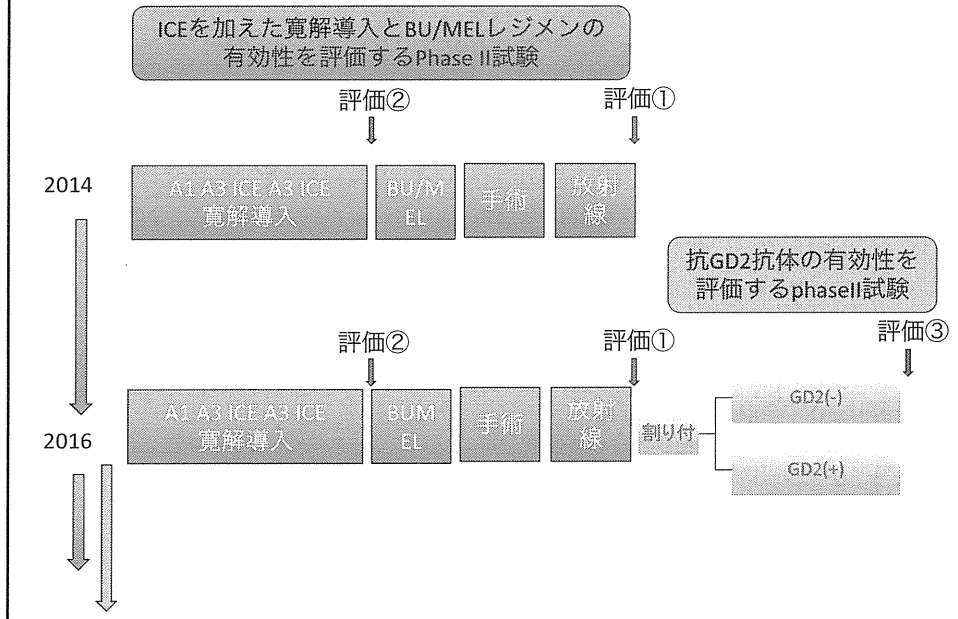 ICEを加えた寛解導入とBU/MELレジメンの
有効性を評価するPhase II試験
評価②
評価①
2014
A1 A3 ICE A3 ICE
寛解導入
BU/M
EL
手術
放射
線
抗GD2抗体の有効性を
評価するphaseII試験
評価②
評価①
評価③
2016
A1 A3 ICE A3 ICE
寛解導入
BUM
EL
手術
放射
線
割り付
GD2(-)
GD2(+)